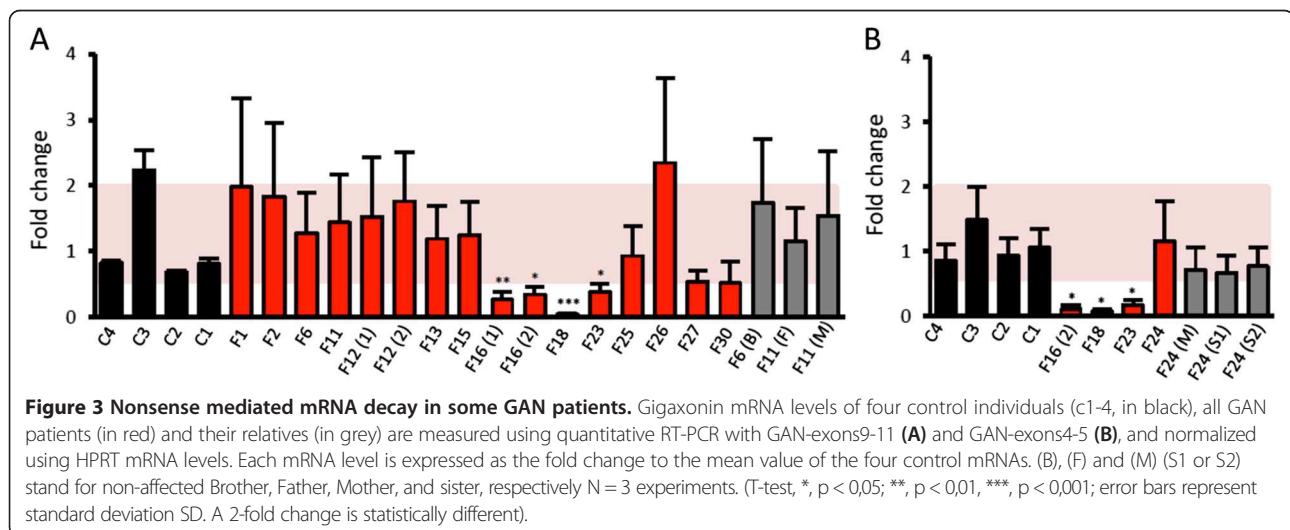 A
B
Fold change
4
3
2
1
0
** * *** *
C4 C3 C2 C1 F1 F2 F6 F11 F12 (1) F12 (2) F13 F15 F16 (1) F16 (2) F18 F23 F25 F26 F27 F30 F6 (B) F11 (F) F11 (M)
Fold change
4
3
2
1
0
* * *
C4 C3 C2 C1 F16 (2) F18 F23 F24 F24 (M) F24 (S1) F24 (S2)
Figure 3 Nonsense mediated mRNA decay in some GAN patients. Gigaxonin mRNA levels of four control individuals (c1-4, in black), all GAN
patients (in red) and their relatives (in grey) are measured using quantitative RT-PCR with GAN-exons9-11 (A) and GAN-exons4-5 (B), and normalized
using HPRT mRNA levels. Each mRNA level is expressed as the fold change to the mean value of the four control mRNAs. (B), (F) and (M) (S1 or S2)
stand for non-affected Brother, Father, Mother, and sister, respectively N = 3 experiments. (T-test, *, p < 0,05; **, p < 0,01, ***, p < 0,001; error bars represent
standard deviation SD. A 2-fold change is statistically different).